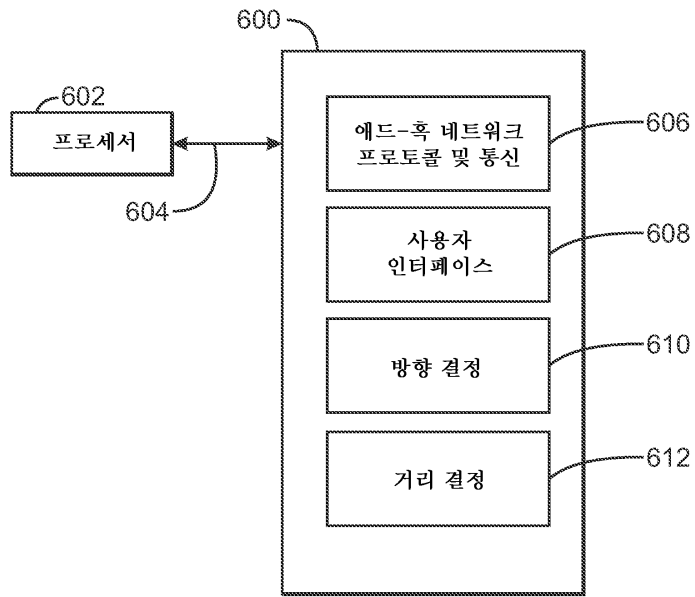 600
602
프로세서
604
애드-혹 네트워크
프로토콜 및 통신
606
사용자
인터페이스
608
방향 결정
610
거리 결정
612